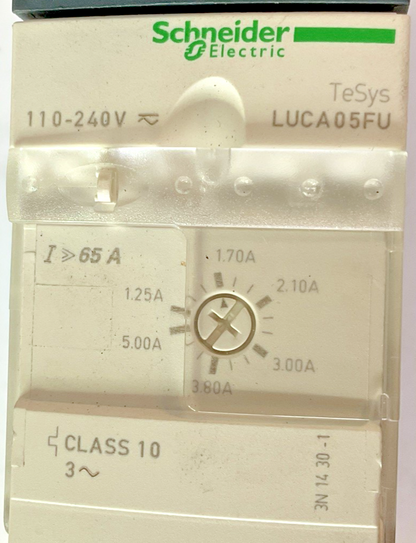 Schneider
Electric
TeSys
110-240V LUCA05FU
I ≫ 65 A
1.70A
1.25A
2.10A
5.00A
3.00A
3.80A
CLASS 10
3~
3N 14 30 -1